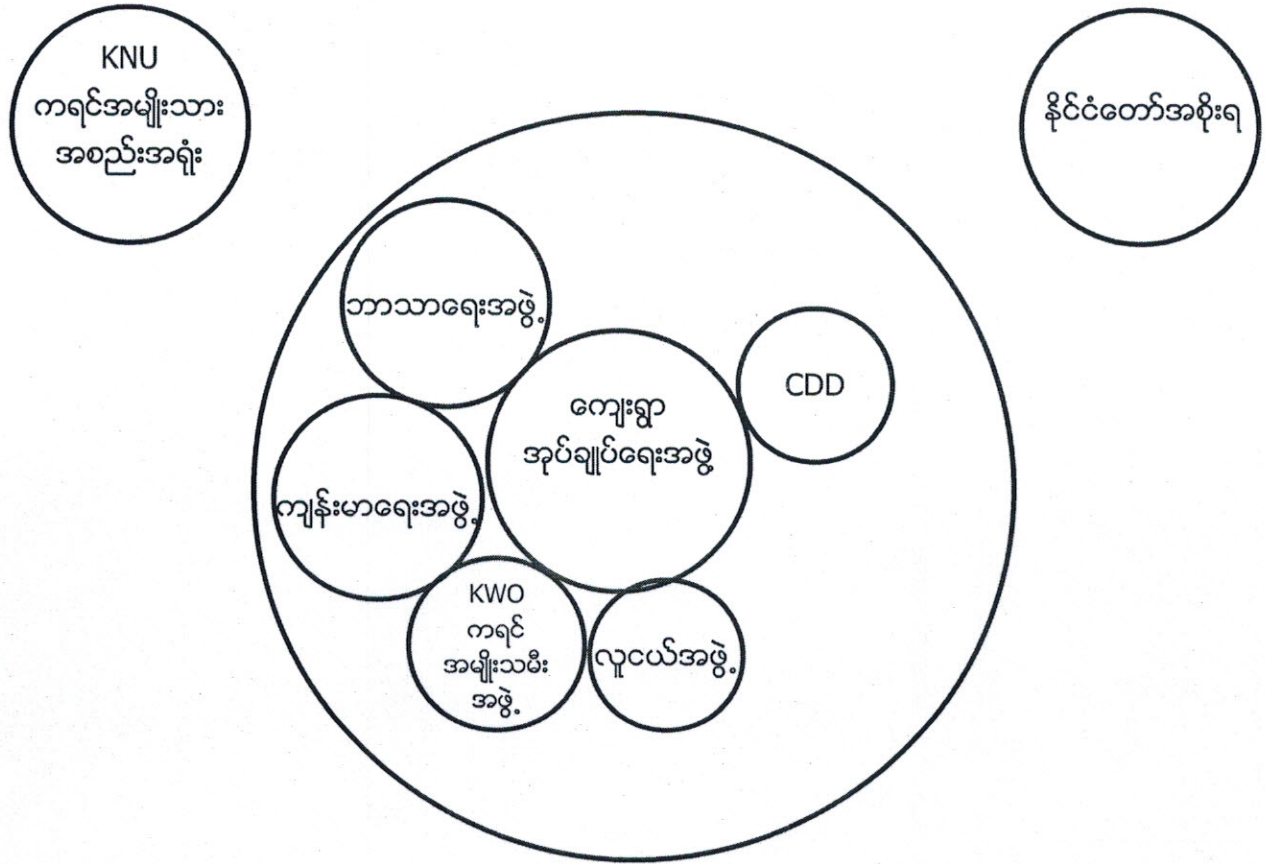 KNU
ကရင်အမျိုးသား
အစည်းအရုံး
နိုင်ငံတော်အစိုးရ
ဘာသာရေးအဖွဲ့
CDD
ကျေးရွာ
အုပ်ချုပ်ရေးအဖွဲ့
ကျန်းမာရေးအဖွဲ့
KWO
ကရင်
အမျိုးသမီး
အဖွဲ့
လူငယ်အဖွဲ့